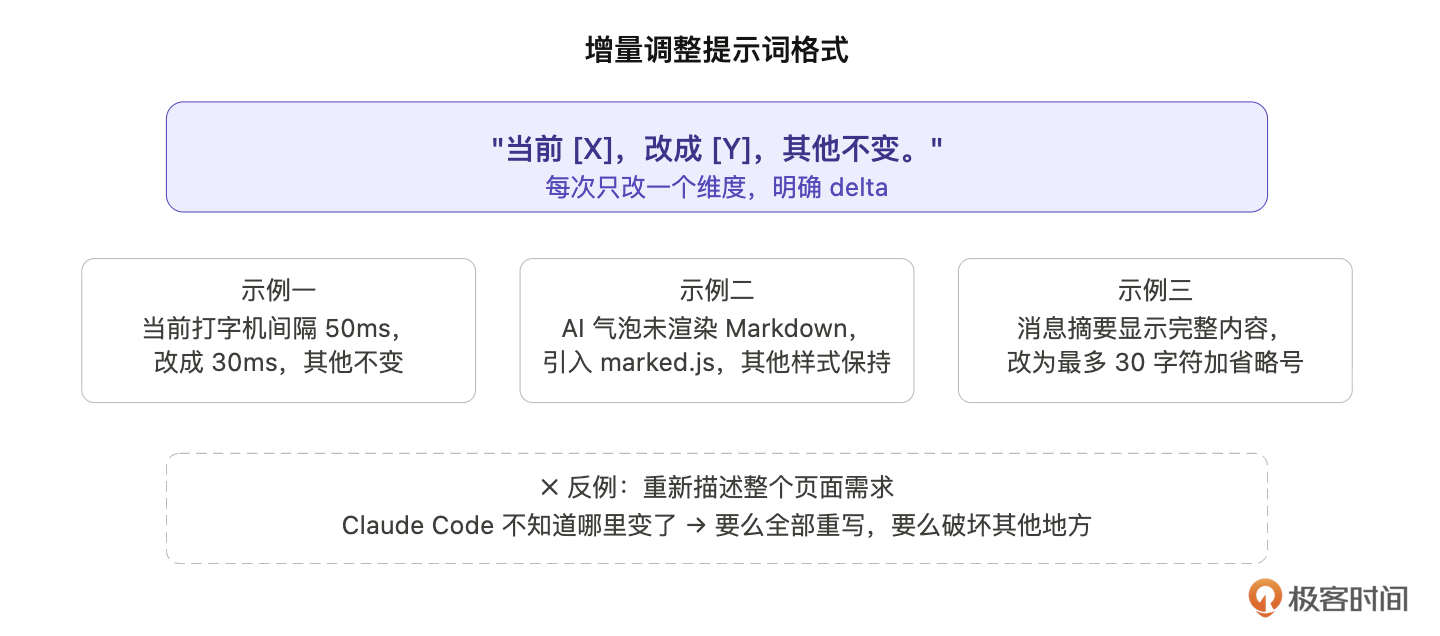 增量调整提示词格式
"当前 [X]，改成 [Y]，其他不变。"
每次只改一个维度，明确 delta
示例一
当前打字机间隔 50ms，
改成 30ms，其他不变
示例二
AI 气泡未渲染 Markdown，
引入 marked.js，其他样式保持
示例三
消息摘要显示完整内容，
改为最多 30 字符加省略号
× 反例：重新描述整个页面需求
Claude Code 不知道哪里变了 → 要么全部重写，要么破坏其他地方
极客时间